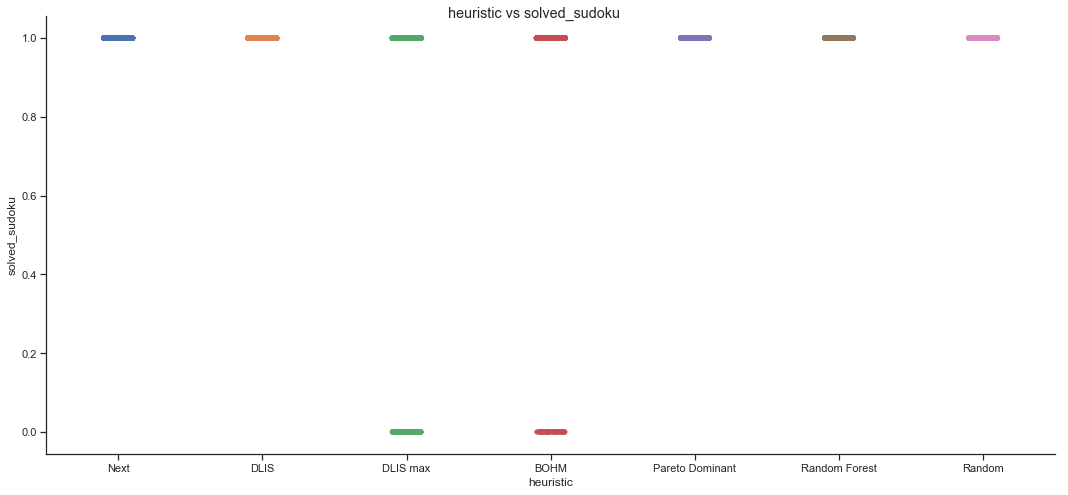 heuristic vs solved_sudoku
solved_sudoku
1.0
0.8
0.6
0.4
0.2
0.0
Next DLIS DLIS max BOHM Pareto Dominant Random Forest Random
heuristic